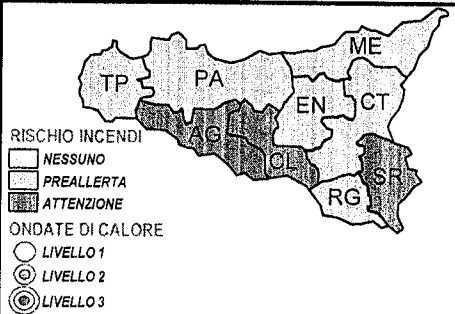 ME
TP
PA
EN
CT
AG
CL
SR
RG
RISCHIO INCENDI
NESSUNO
PREALLERTA
ATTENZIONE
ONDATE DI CALORE
LIVELLO 1
LIVELLO 2
LIVELLO 3